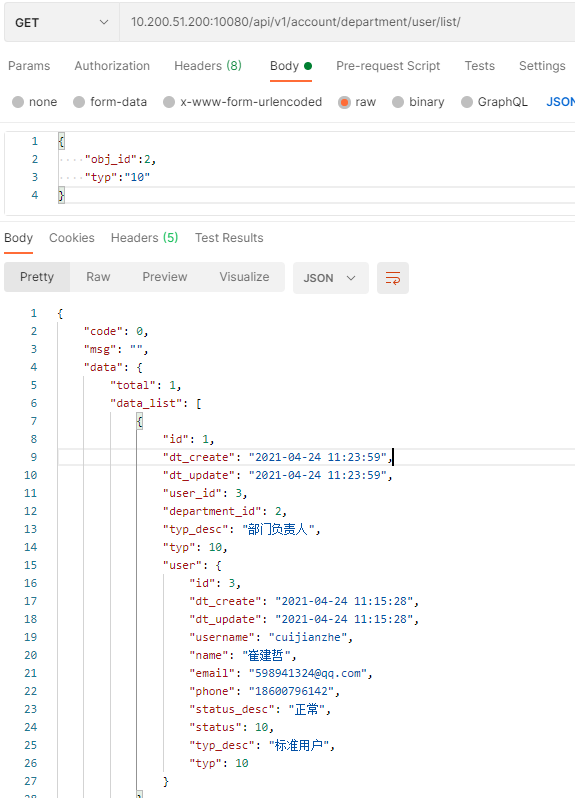 GET 10.200.51.200:10080/api/v1/account/department/user/list/
Params Authorization Headers (8) Body Pre-request Script Tests Settings
none form-data x-www-form-urlencoded raw binary GraphQL JSON
1 {
2 "obj_id":2,
3 "typ":"10"
4 }
Body Cookies Headers (5) Test Results
Pretty Raw Preview Visualize JSON
1 {
2 "code": 0,
3 "msg": "",
4 "data": {
5 "total": 1,
6 "data_list": [
7 {
8 "id": 1,
9 "dt_create": "2021-04-24 11:23:59",
10 "dt_update": "2021-04-24 11:23:59",
11 "user_id": 3,
12 "department_id": 2,
13 "typ_desc": "部门负责人",
14 "typ": 10,
15 "user": {
16 "id": 3,
17 "dt_create": "2021-04-24 11:15:28",
18 "dt_update": "2021-04-24 11:15:28",
19 "username": "cuijianzhe",
20 "name": "崔建哲",
21 "email": "598941324@qq.com",
22 "phone": "18600796142",
23 "status_desc": "正常",
24 "status": 10,
25 "typ_desc": "标准用户",
26 "typ": 10
27 }
28 }